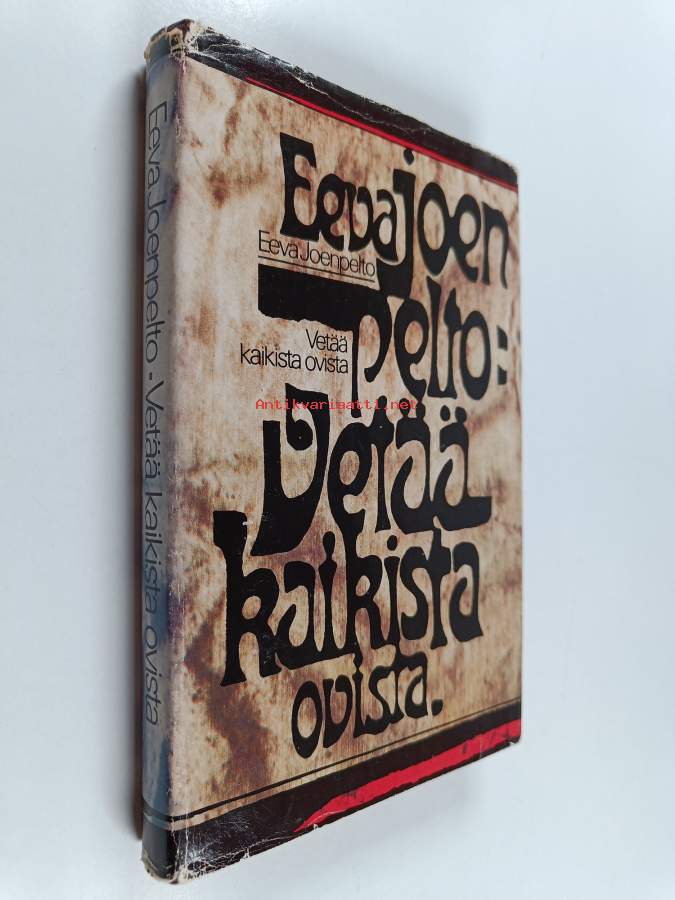 Eeva Joenpelto - Vetää kaikista ovista
Eeva Joen
Eeva Joenpelto
pelto:
Vetää
kaikista ovista
Antikvariaatti.net
Vetää
kaikista
ovista.